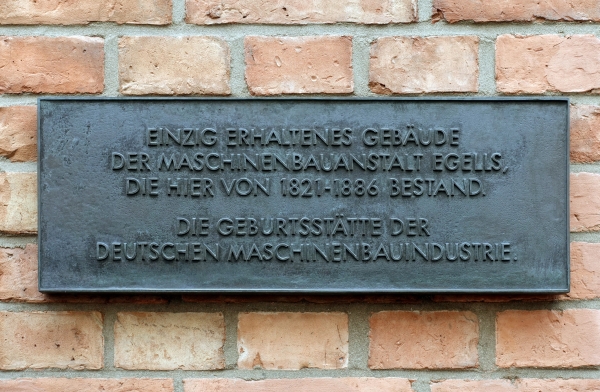 EINZIG ERHALTENES GEBÄUDE
DER MASCHINENBAUANSTALT EGELLS,
DIE HIER VON 1821-1886 BESTAND.
DIE GEBURTSSTÄTTE DER
DEUTSCHEN MASCHINENBAUINDUSTRIE.